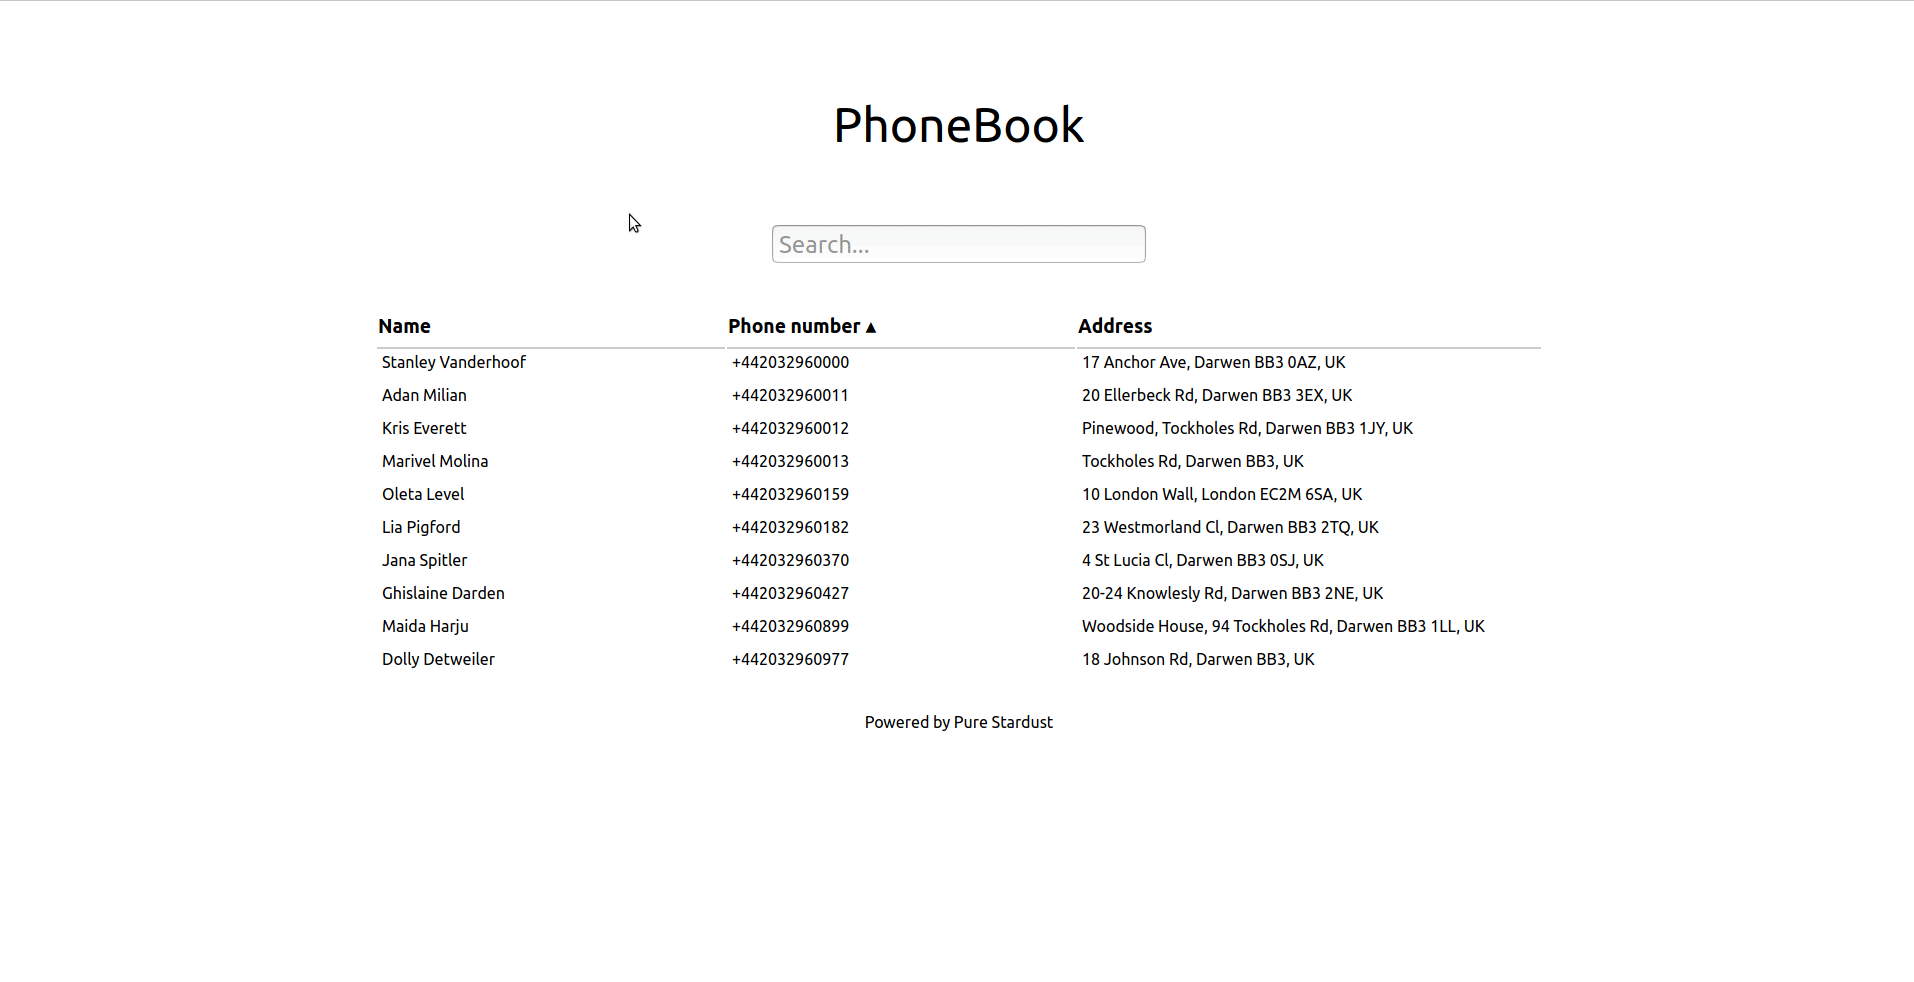 PhoneBook
Search...
Name Phone number ▲ Address
Stanley Vanderhoof +442032960000 17 Anchor Ave, Darwen BB3 0AZ, UK
Adan Milian +442032960011 20 Ellerbeck Rd, Darwen BB3 3EX, UK
Kris Everett +442032960012 Pinewood, Tockholes Rd, Darwen BB3 1JY, UK
Marivel Molina +442032960013 Tockholes Rd, Darwen BB3, UK
Oleta Level +442032960159 10 London Wall, London EC2M 6SA, UK
Lia Pigford +442032960182 23 Westmorland Cl, Darwen BB3 2TQ, UK
Jana Spitler +442032960370 4 St Lucia Cl, Darwen BB3 0SJ, UK
Ghislaine Darden +442032960427 20-24 Knowlesly Rd, Darwen BB3 2NE, UK
Maida Harju +442032960899 Woodside House, 94 Tockholes Rd, Darwen BB3 1LL, UK
Dolly Detweiler +442032960977 18 Johnson Rd, Darwen BB3, UK
Powered by Pure Stardust